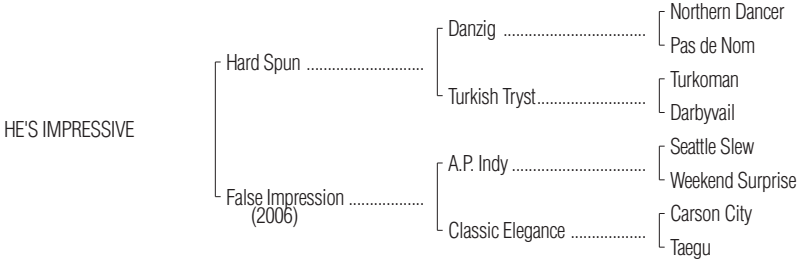 Northern Dancer
Danzig ..................................
Pas de Nom
Hard Spun ............................
Turkoman
Turkish Tryst..........................
Darbyvail
HE'S IMPRESSIVE
Seattle Slew
A.P. Indy ................................
Weekend Surprise
False Impression ..................
(2006)
Carson City
Classic Elegance ..................
Taegu